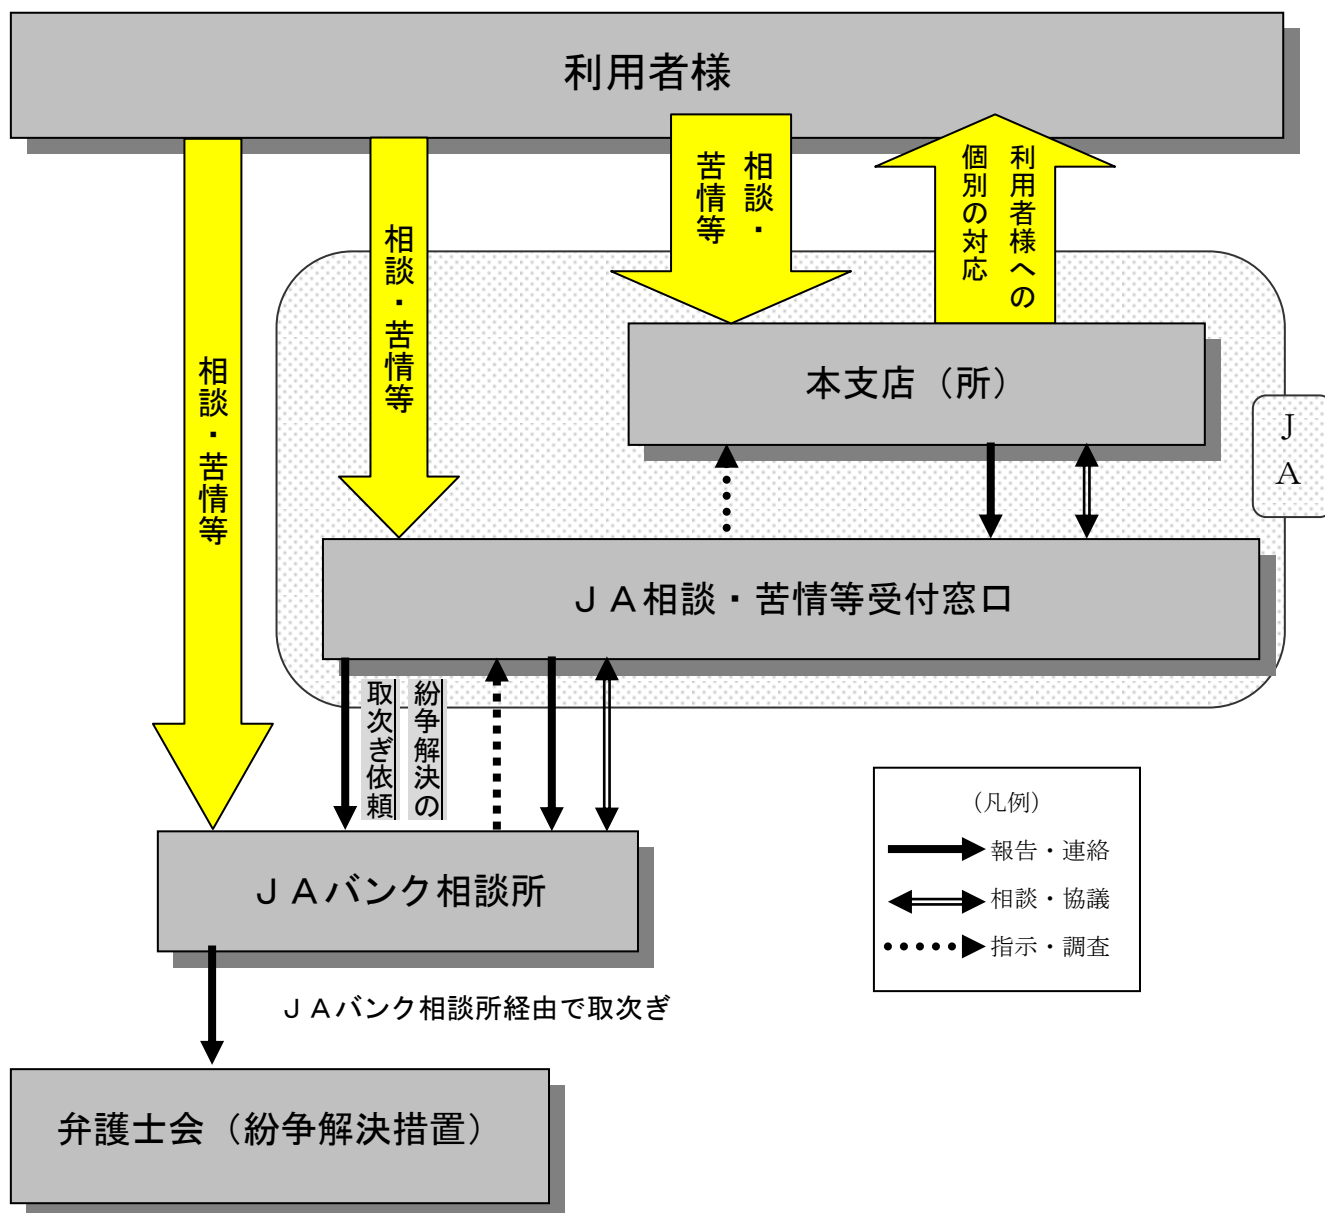 利用者様
相談・
苦情等
利用者様への
個別の対応
相談・苦情等
相談・苦情等
本支店（所）
J
A
ＪＡ相談・苦情等受付窓口
紛争解決の
取次ぎ依頼
ＪＡバンク相談所
（凡例）
報告・連絡
相談・協議
指示・調査
ＪＡバンク相談所経由で取次ぎ
弁護士会（紛争解決措置）